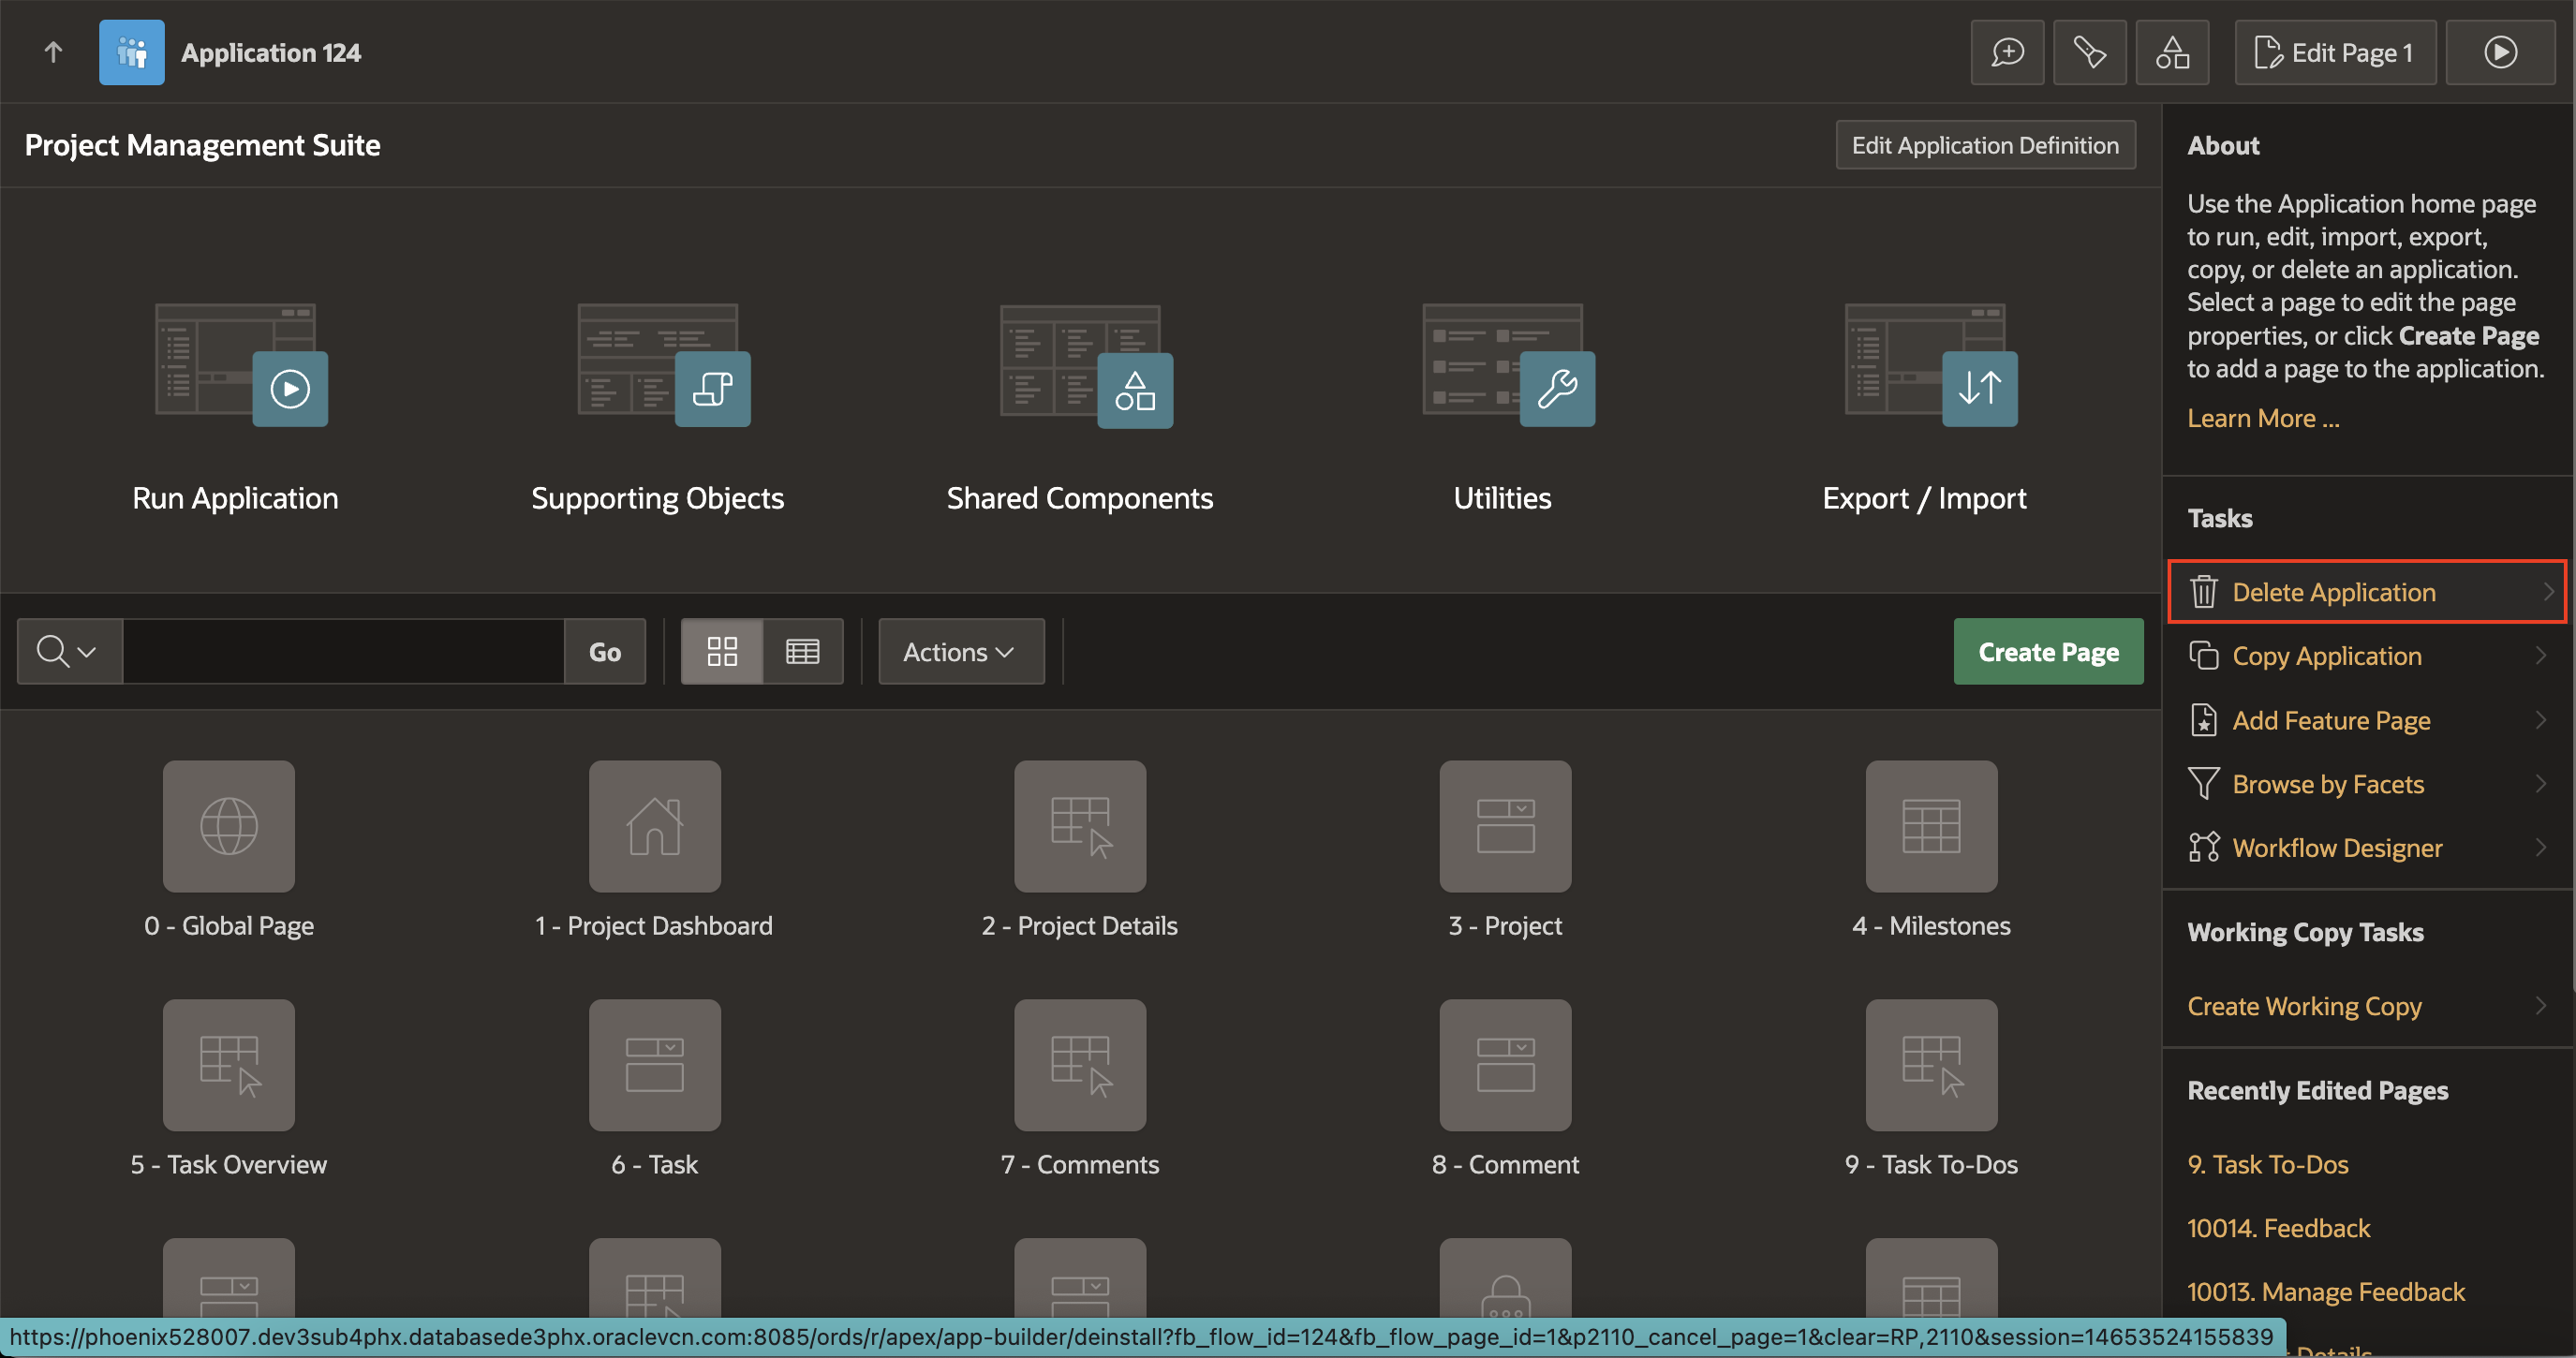 Application 124
Edit Page 1
Project Management Suite
Edit Application Definition
Run Application
Supporting Objects
Shared Components
Utilities
Export / Import
Go
Actions
Create Page
0 - Global Page
1 - Project Dashboard
2 - Project Details
3 - Project
4 - Milestones
5 - Task Overview
6 - Task
7 - Comments
8 - Comment
9 - Task To-Dos
About
Use the Application home page
to run, edit, import, export,
copy, or delete an application.
Select a page to edit the page
properties, or click Create Page
to add a page to the application.
Learn More ...
Tasks
Delete Application
Copy Application
Add Feature Page
Browse by Facets
Workflow Designer
Working Copy Tasks
Create Working Copy
Recently Edited Pages
9. Task To-Dos
10014. Feedback
10013. Manage Feedback
Details
https://phoenix528007.dev3sub4phx.databasede3phx.oraclevcn.com:8085/ords/r/apex/app-builder/deinstall?fb_flow_id=124&fb_flow_page_id=1&p2110_cancel_page=1&clear=RP,2110&session=14653524155839